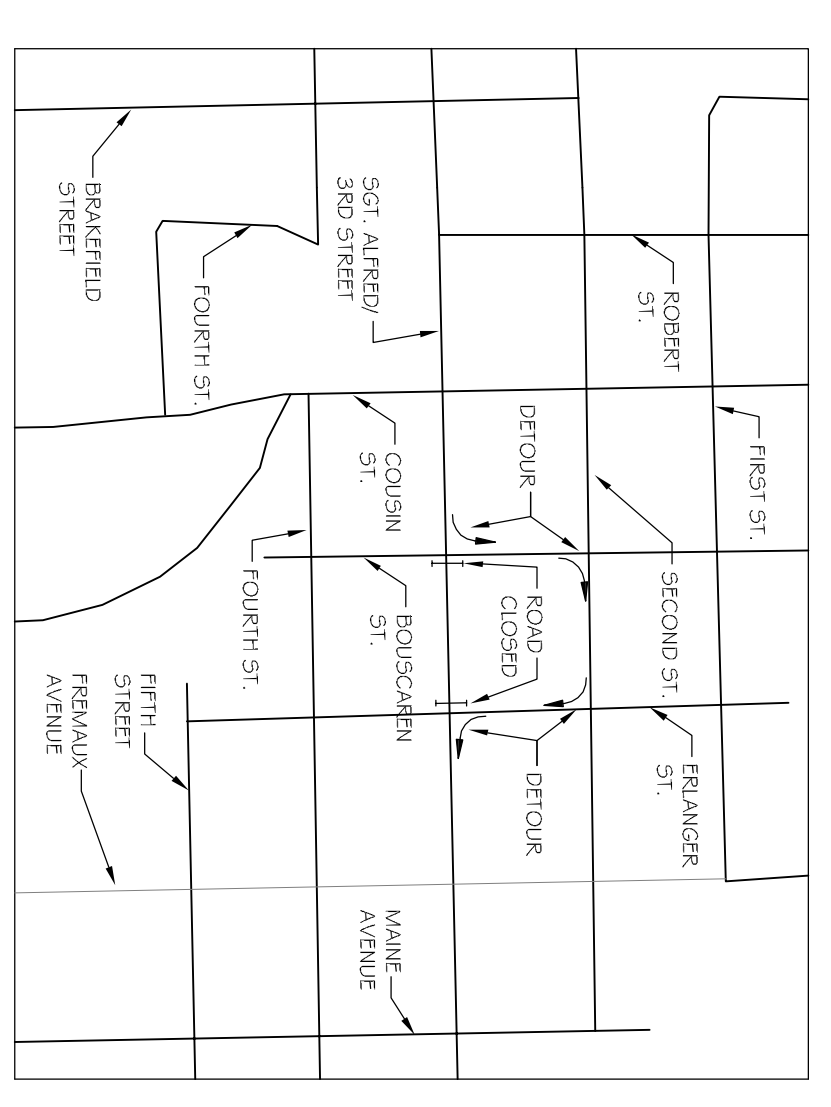 BRAKEFIELD
STREET
FOURTH ST.
SGT. ALFRED/
3RD STREET
ROBERT
ST.
FIRST ST.
DETOUR
COUSIN
ST.
SECOND ST.
ROAD
CLOSED
BOUSCAREN
ST.
FOURTH ST.
ERLANGER
ST.
DETOUR
FIFTH
STREET
FREMAUX
AVENUE
MAINE
AVENUE